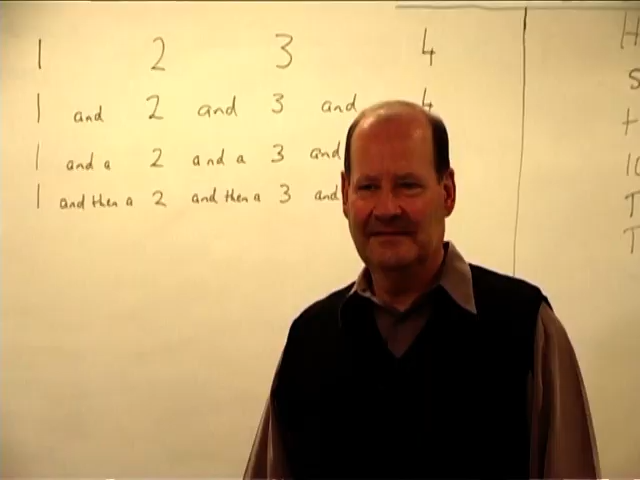 1 2 3 4
1 and 2 and 3 and 4
1 and a 2 and a 3 and
1 and then a 2 and then a 3 and
H
s
t
10
T
T